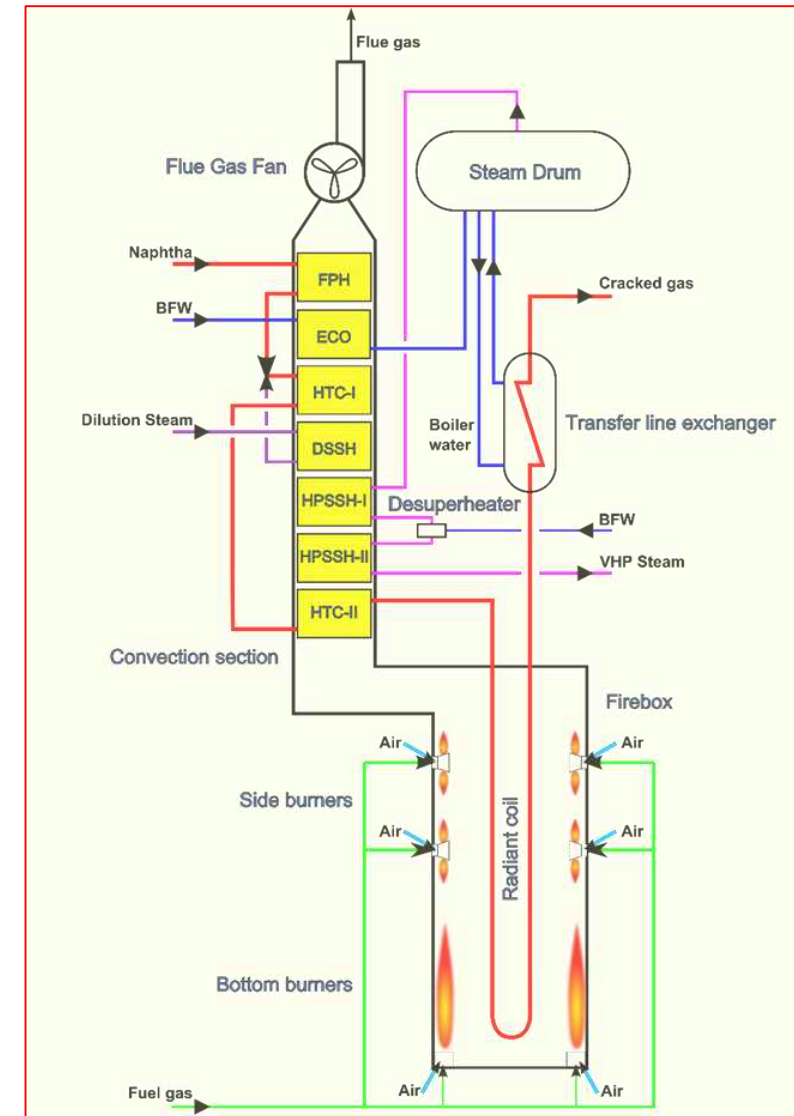 Flue gas
Flue Gas Fan
Steam Drum
Naphtha
FPH
Cracked gas
BFW
ECO
HTC-I
Dilution Steam
DSSH
Boiler
water
Transfer line exchanger
HPSSH-I
Desuperheater
BFW
HPSSH-II
VHP Steam
HTC-II
Convection section
Firebox
Air
Air
Side burners
Radiant coil
Air
Air
Bottom burners
Fuel gas
Air
Air